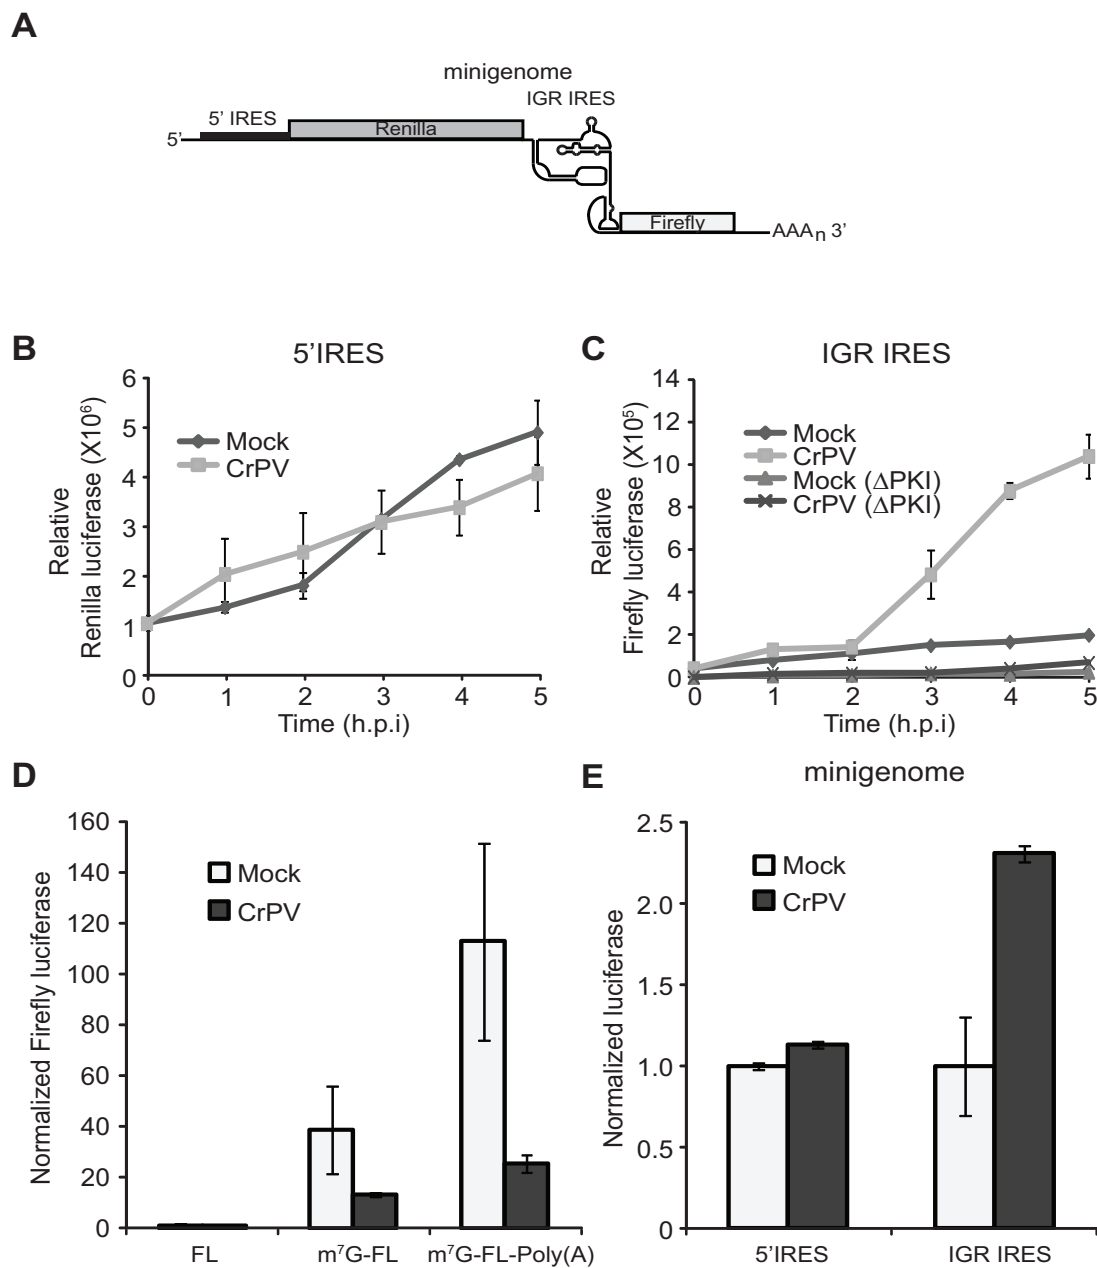 A
minigenome
IGR IRES
5' IRES
5'
Renilla
Firefly
AAAn 3'
B
5'IRES
Relative
Renilla luciferase (X10⁶)
6
5
4
3
2
1
0
Mock
CrPV
0 1 2 3 4 5
Time (h.p.i)
C
IGR IRES
Relative
Firefly luciferase (X10⁵)
14
12
10
8
6
4
2
0
Mock
CrPV
Mock (ΔPKI)
CrPV (ΔPKI)
0 1 2 3 4 5
Time (h.p.i)
D
Normalized Firefly luciferase
160
140
120
100
80
60
40
20
0
Mock
CrPV
FL m⁷G-FL m⁷G-FL-Poly(A)
E
minigenome
Normalized luciferase
2.5
2.0
1.5
1.0
0.5
0
Mock
CrPV
5'IRES IGR IRES